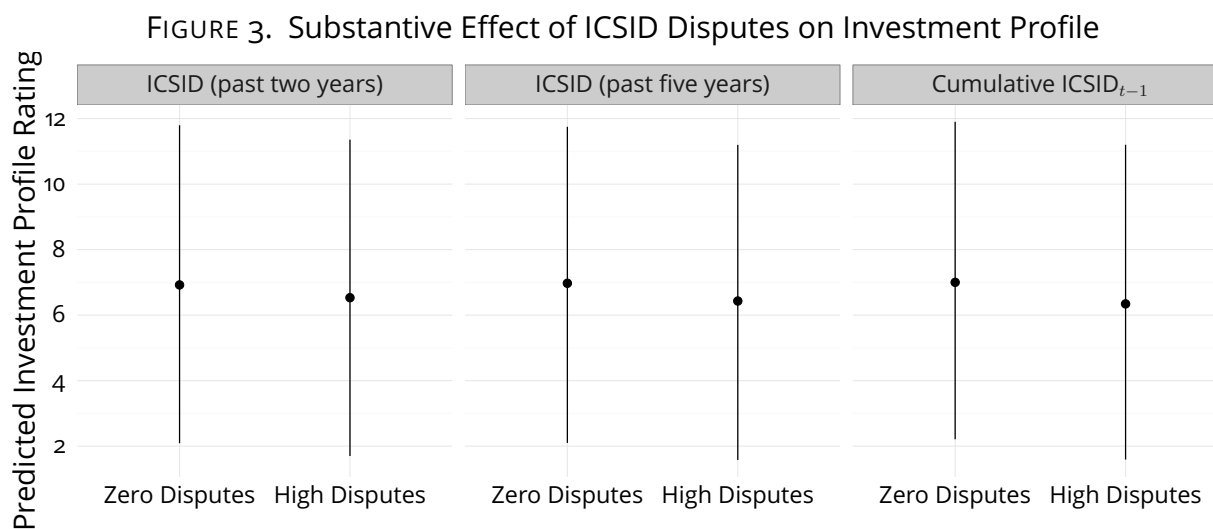 FIGURE 3. Substantive Effect of ICSID Disputes on Investment Profile
Predicted Investment Profile Rating
ICSID (past two years)
ICSID (past five years)
Cumulative ICSIDₜ₋₁
12
10
8
6
4
2
Zero Disputes High Disputes
Zero Disputes High Disputes
Zero Disputes High Disputes